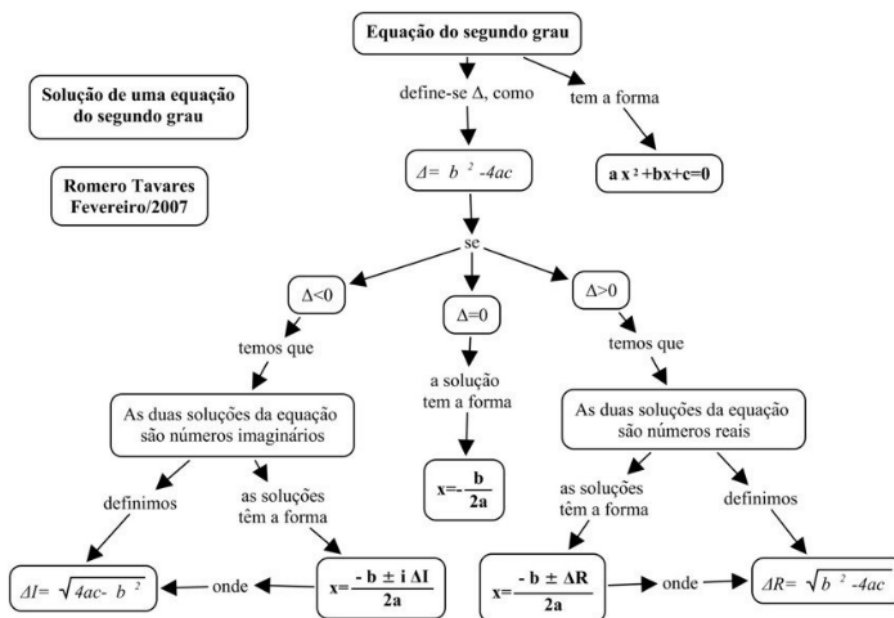 Equação do segundo grau
Solução de uma equação
do segundo grau
define-se Δ, como
tem a forma
Romero Tavares
Fevereiro/2007
Δ= b ² -4ac
a x²+bx+c=0
se
Δ<0
Δ=0
Δ>0
temos que
a solução
tem a forma
temos que
As duas soluções da equação
são números imaginários
x=-b/2a
As duas soluções da equação
são números reais
definimos
as soluções
têm a forma
as soluções
têm a forma
definimos
ΔI= √4ac- b ²
onde
x= - b ± i ΔI / 2a
x= - b ± ΔR / 2a
onde
ΔR= √b ² -4ac